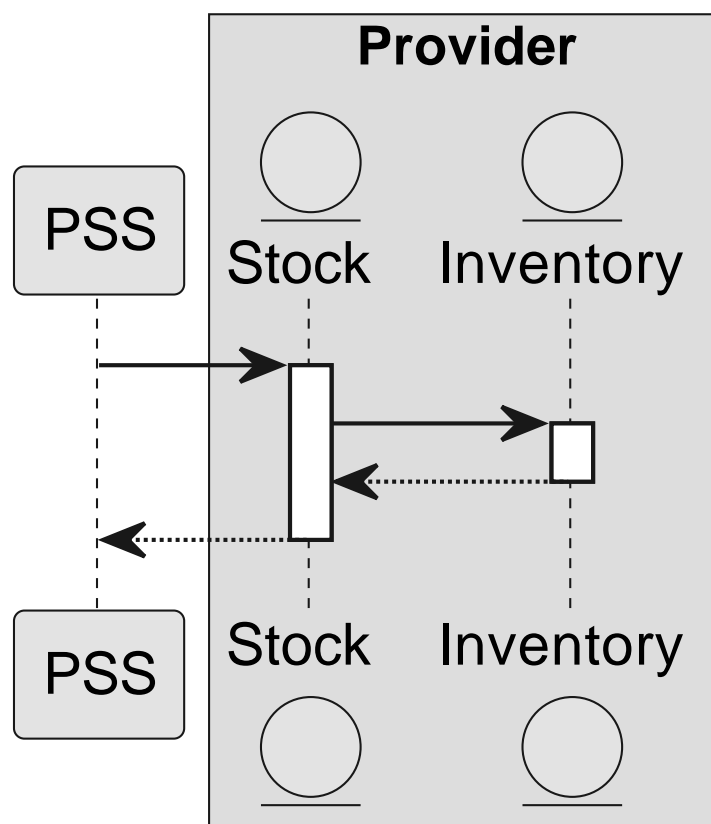 Provider
PSS
Stock
Inventory
PSS
Stock
Inventory